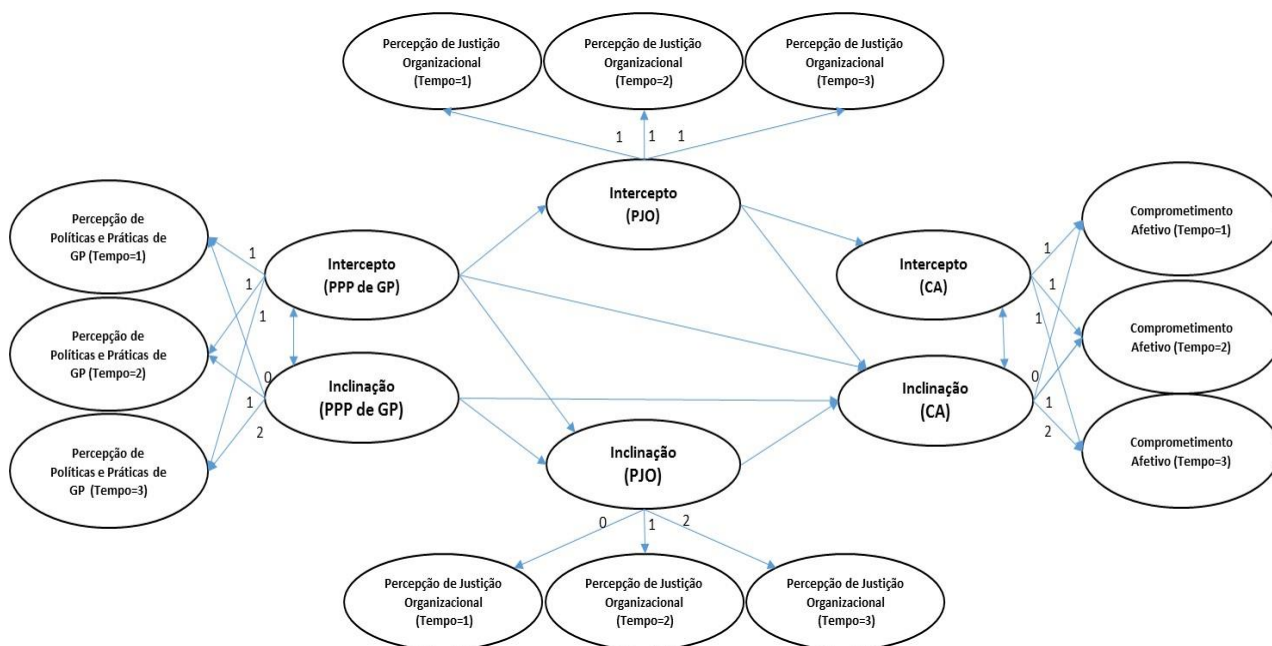 Percepção de Justição
Organizacional
(Tempo=1)
Percepção de Justição
Organizacional
(Tempo=2)
Percepção de Justição
Organizacional
(Tempo=3)
1
1
1
Intercepto
(PJO)
Percepção de
Políticas e Práticas de
GP (Tempo=1)
Percepção de
Políticas e Práticas de
GP (Tempo=2)
Percepção de
Políticas e Práticas de
GP (Tempo=3)
1
1
1
0
1
2
Intercepto
(PPP de GP)
Inclinação
(PPP de GP)
Intercepto
(CA)
Inclinação
(CA)
1
1
1
0
1
2
Comprometimento
Afetivo (Tempo=1)
Comprometimento
Afetivo (Tempo=2)
Comprometimento
Afetivo (Tempo=3)
Inclinação
(PJO)
0
1
2
Percepção de Justição
Organizacional
(Tempo=1)
Percepção de Justição
Organizacional
(Tempo=2)
Percepção de Justição
Organizacional
(Tempo=3)